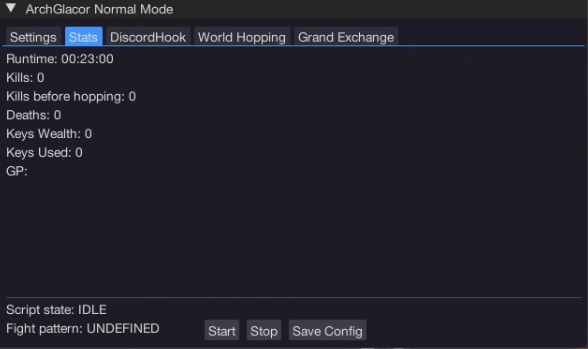 ArchGlacor Normal Mode
Settings Stats DiscordHook World Hopping Grand Exchange
Runtime: 00:23:00
Kills: 0
Kills before hopping: 0
Deaths: 0
Keys Wealth: 0
Keys Used: 0
GP:
Script state: IDLE
Fight pattern: UNDEFINED Start Stop Save Config